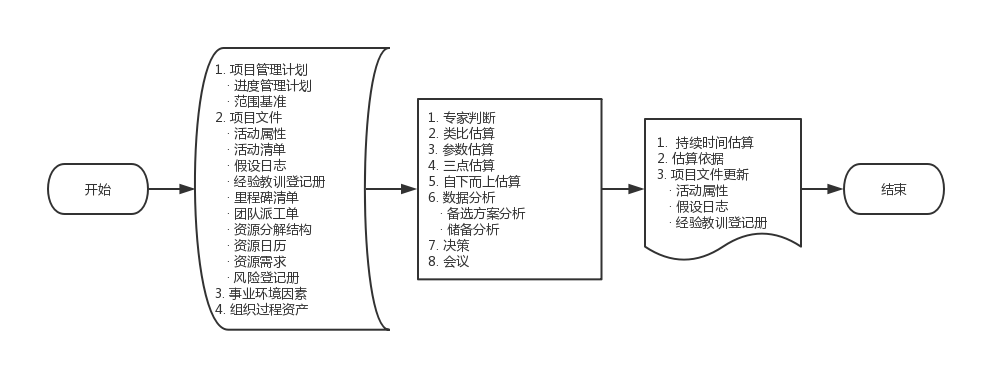 开始
1. 项目管理计划
· 进度管理计划
· 范围基准
2. 项目文件
· 活动属性
· 活动清单
· 假设日志
· 经验教训登记册
· 里程碑清单
· 团队派工单
· 资源分解结构
· 资源日历
· 资源需求
· 风险登记册
3. 事业环境因素
4. 组织过程资产
1. 专家判断
2. 类比估算
3. 参数估算
4. 三点估算
5. 自下而上估算
6. 数据分析
· 备选方案分析
· 储备分析
7. 决策
8. 会议
1. 持续时间估算
2. 估算依据
3. 项目文件更新
· 活动属性
· 假设日志
· 经验教训登记册
结束